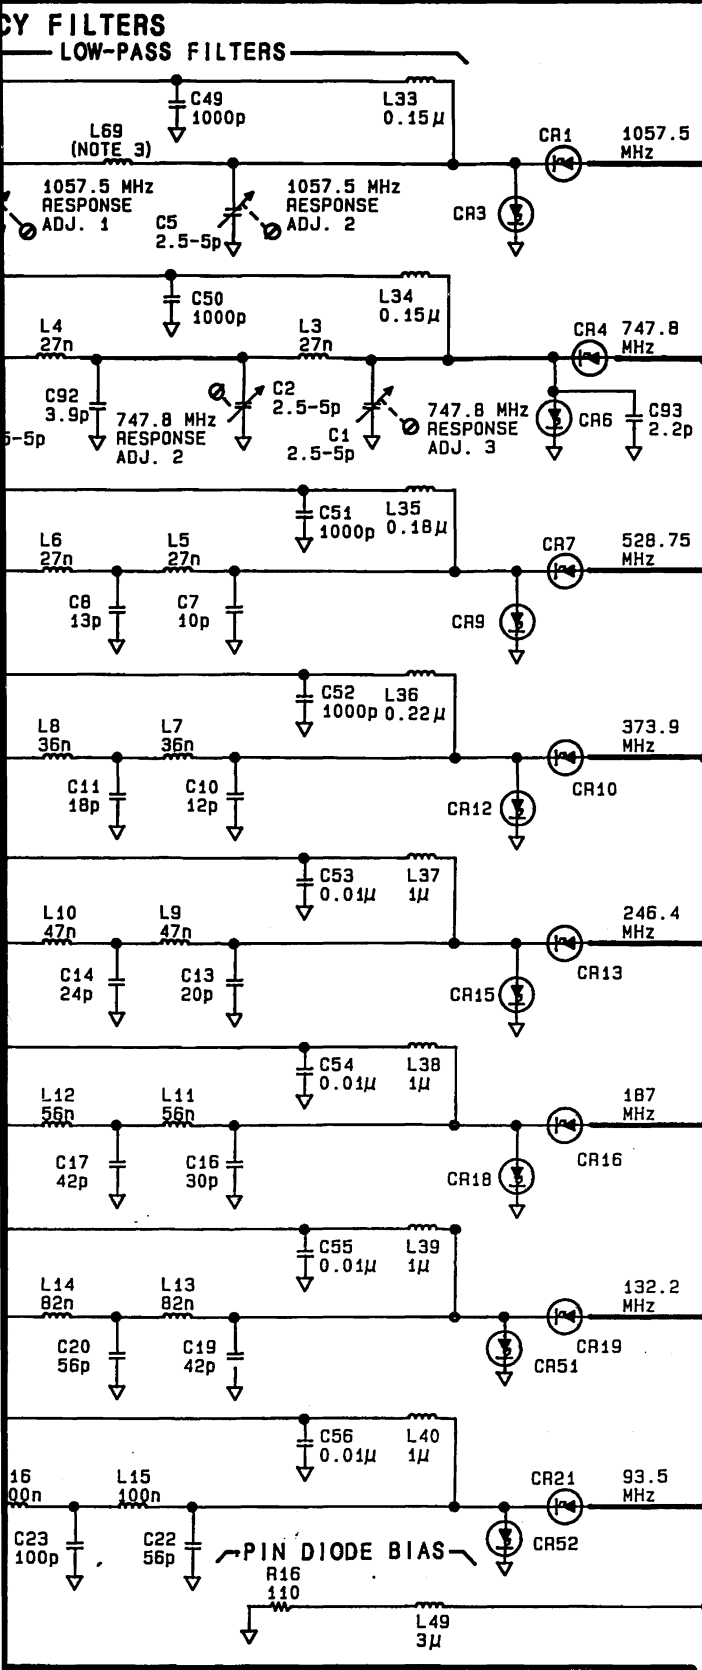 CY FILTERS
LOW-PASS FILTERS
C49
1000p
L33
0.15µ
L69
(NOTE 3)
CR1
1057.5
MHz
1057.5 MHz
RESPONSE
ADJ. 1
C5
2.5-5p
1057.5 MHz
RESPONSE
ADJ. 2
CR3
C50
1000p
L34
0.15µ
L4
27n
L3
27n
CR4
747.8
MHz
C92
3.9p
5-5p
747.8 MHz
RESPONSE
ADJ. 2
C2
2.5-5p
C1
2.5-5p
747.8 MHz
RESPONSE
ADJ. 3
CR6
C93
2.2p
C51
1000p
L35
0.18µ
L6
27n
L5
27n
CR7
528.75
MHz
C8
13p
C7
10p
CR9
C52
1000p
L36
0.22µ
L8
36n
L7
36n
373.9
MHz
C11
18p
C10
12p
CR12
CR10
C53
0.01µ
L37
1µ
L10
47n
L9
47n
246.4
MHz
C14
24p
C13
20p
CR15
CR13
C54
0.01µ
L38
1µ
L12
56n
L11
56n
187
MHz
C17
42p
C16
30p
CR18
CR16
C55
0.01µ
L39
1µ
L14
82n
L13
82n
132.2
MHz
C20
56p
C19
42p
CR51
CR19
C56
0.01µ
L40
1µ
16
00n
L15
100n
CR21
93.5
MHz
C23
100p
C22
56p
CR52
PIN DIODE BIAS
R16
110
L49
3µ